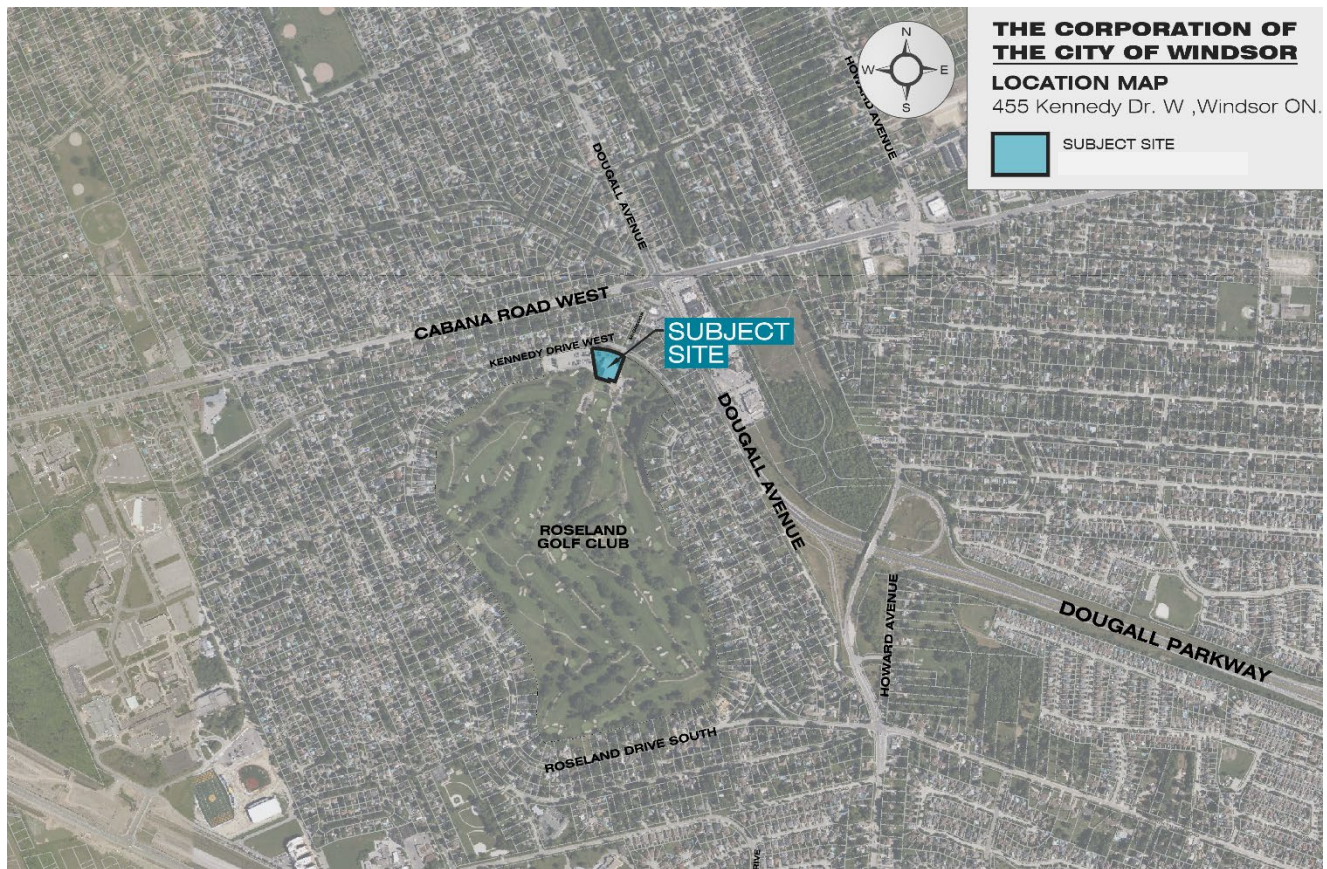 THE CORPORATION OF
THE CITY OF WINDSOR
LOCATION MAP
455 Kennedy Dr. W ,Windsor ON.
SUBJECT SITE
N
W
E
S
HOWARD AVENUE
DOUGALL AVENUE
CABANA ROAD WEST
KENNEDY DRIVE WEST
SUBJECT
SITE
DOUGALL AVENUE
ROSELAND
GOLF CLUB
HOWARD AVENUE
DOUGALL PARKWAY
ROSELAND DRIVE SOUTH
DRIVE